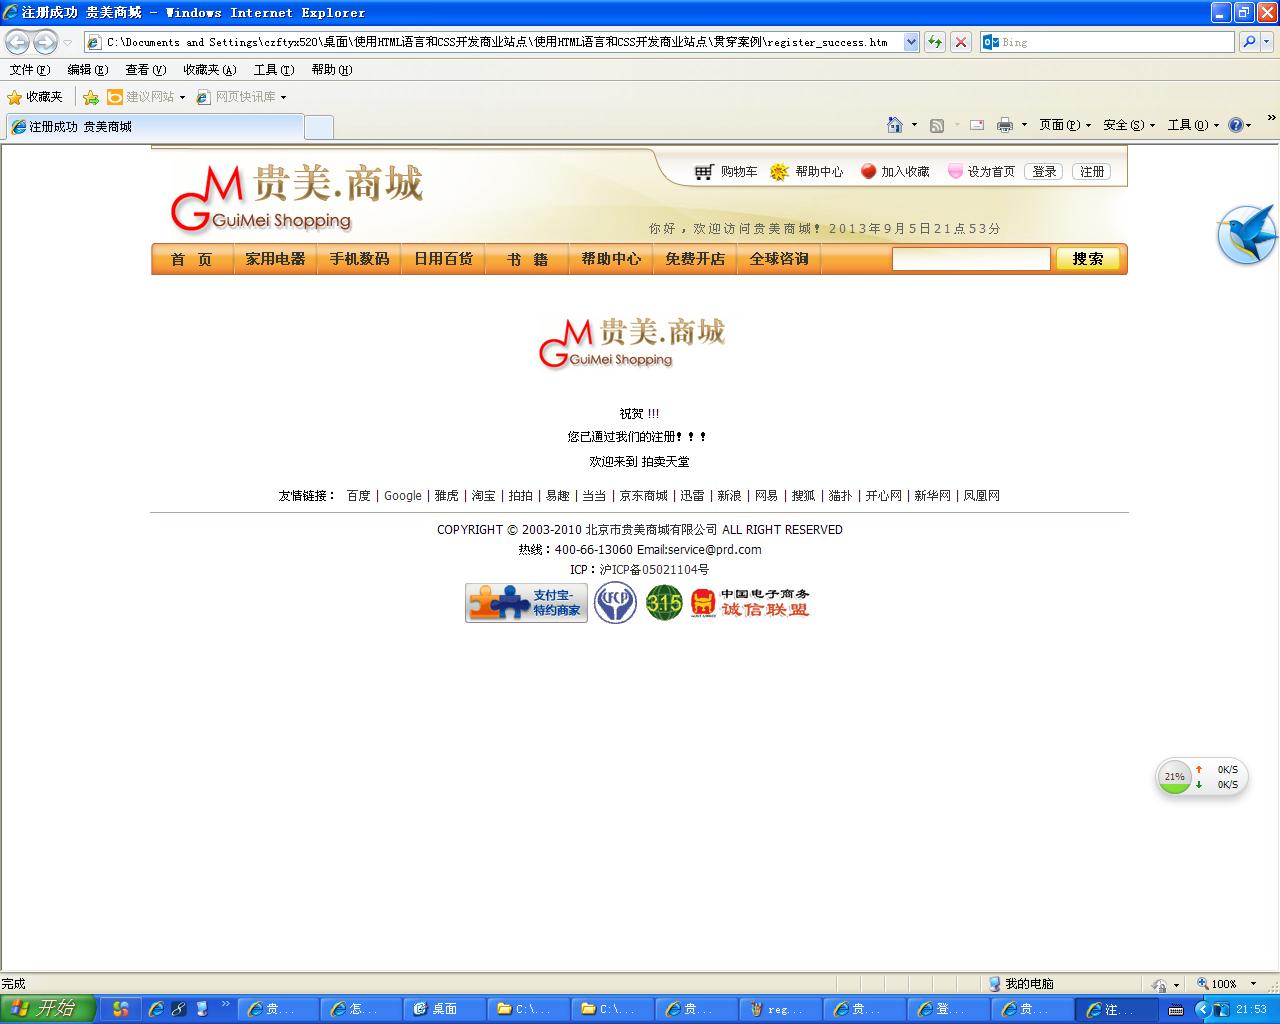 注册成功 贵美商城 - Windows Internet Explorer
C:\Documents and Settings\czftyx520\桌面\使用HTML语言和CSS开发商业站点\使用HTML语言和CSS开发商业站点\贯穿案例\register_success.htm
Bing
文件(F) 编辑(E) 查看(V) 收藏夹(A) 工具(T) 帮助(H)
收藏夹 建议网站 网页快讯库
注册成功 贵美商城
页面(P) 安全(S) 工具(O)
贵美.商城
GM GuiMei Shopping
购物车 帮助中心 加入收藏 设为首页 登录 注册
你好，欢迎访问贵美商城！2013年9月5日21点53分
首 页 家用电器 手机数码 日用百货 书 籍 帮助中心 免费开店 全球咨询 搜索
贵美.商城
GM GuiMei Shopping
祝贺 !!!
您已通过我们的注册！！！
欢迎来到 拍卖天堂
友情链接： 百度 | Google | 雅虎 | 淘宝 | 拍拍 | 易趣 | 当当 | 京东商城 | 迅雷 | 新浪 | 网易 | 搜狐 | 猫扑 | 开心网 | 新华网 | 凤凰网
COPYRIGHT © 2003-2010 北京市贵美商城有限公司 ALL RIGHT RESERVED
热线：400-66-13060 Email:service@prd.com
ICP：沪ICP备05021104号
支付宝-
特约商家
CFCP
315
中国电子商务
诚信联盟
21%
0K/S
0K/S
完成
我的电脑
100%
开始
贵...
怎...
桌面
C:\...
C:\...
贵...
reg...
贵...
登...
贵...
注...
21:53